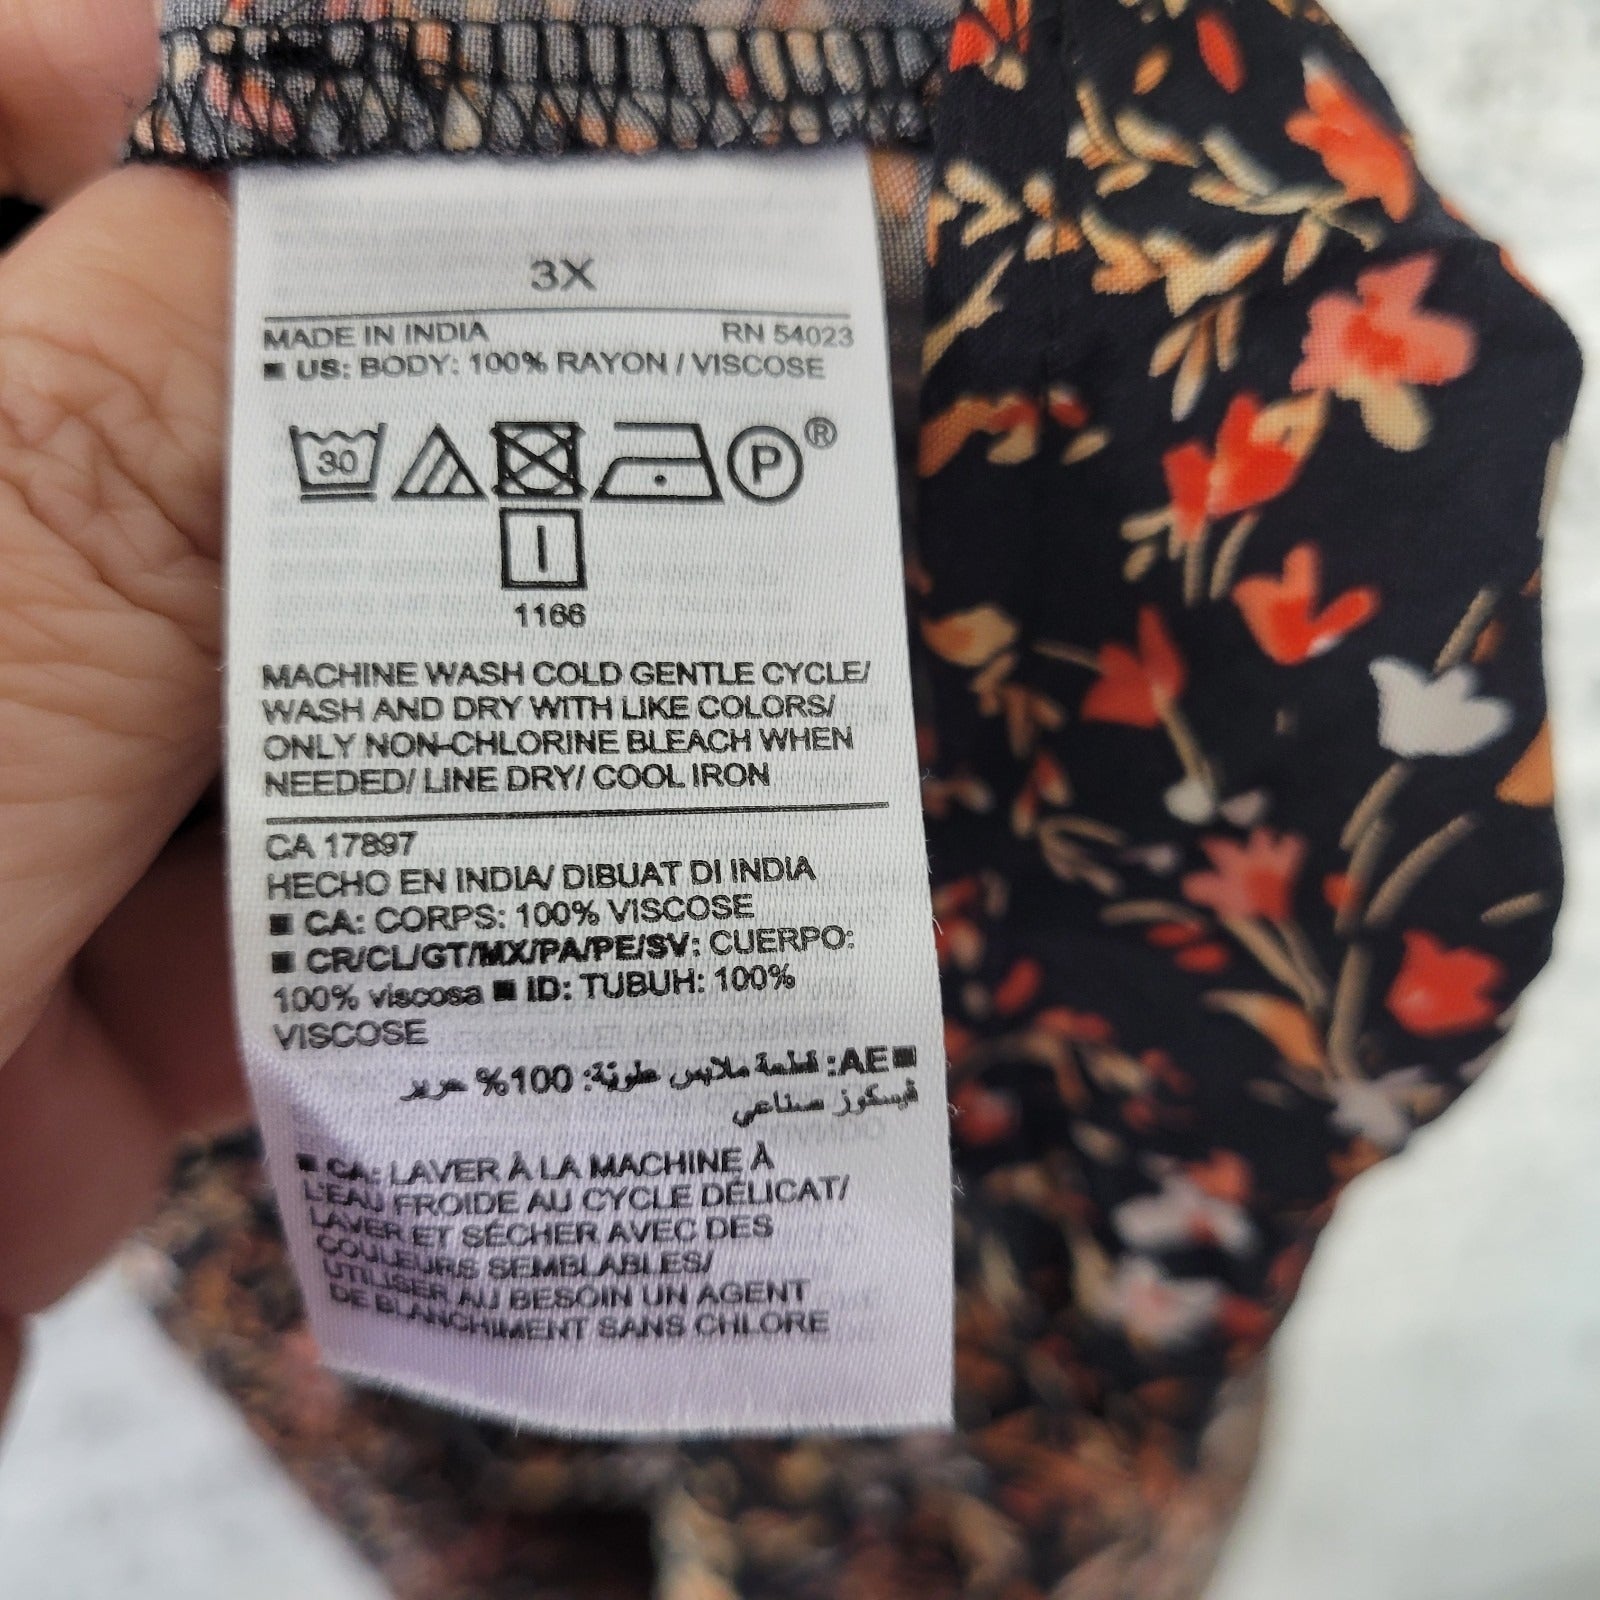 3X
MADE IN INDIA RN 54023
■ US: BODY: 100% RAYON / VISCOSE
30
P ®
1166
MACHINE WASH COLD GENTLE CYCLE/
WASH AND DRY WITH LIKE COLORS/
ONLY NON-CHLORINE BLEACH WHEN
NEEDED/ LINE DRY/ COOL IRON
CA 17897
HECHO EN INDIA/ DIBUAT DI INDIA
■ CA: CORPS: 100% VISCOSE
■ CR/CL/GT/MX/PA/PE/SV: CUERPO:
100% viscosa ■ ID: TUBUH: 100%
VISCOSE
■AE: قطعة ملابس علويّة: 100% حرير
ڤيسكوز صناعي
■ CA: LAVER À LA MACHINE À
L'EAU FROIDE AU CYCLE DÉLICAT/
LAVER ET SÉCHER AVEC DES
COULEURS SEMBLABLES/
UTILISER AU BESOIN UN AGENT
DE BLANCHIMENT SANS CHLORE